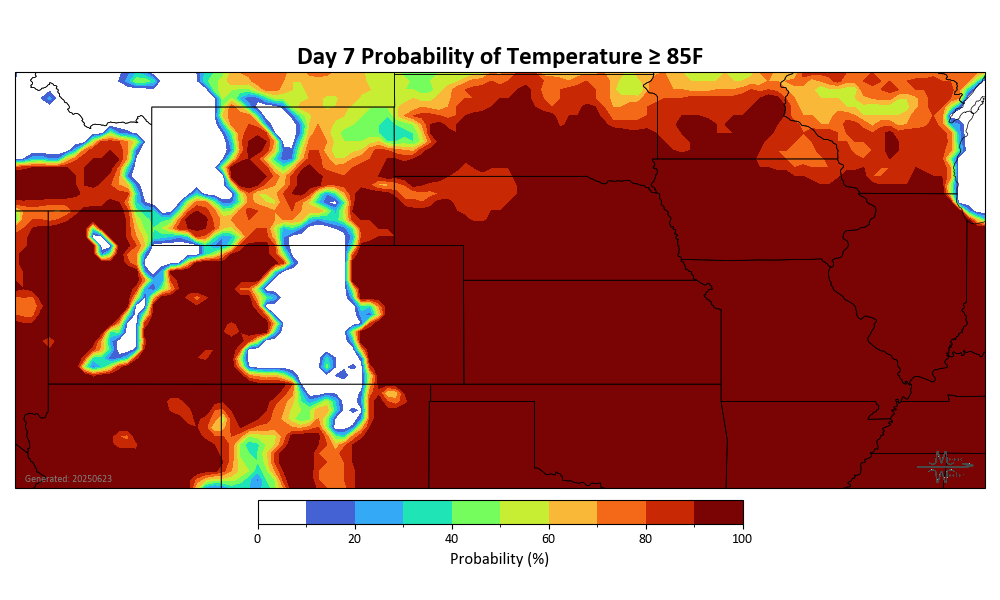 Day 7 Probability of Temperature ≥ 85F
Generated: 20250623
0 20 40 60 80 100
Probability (%)